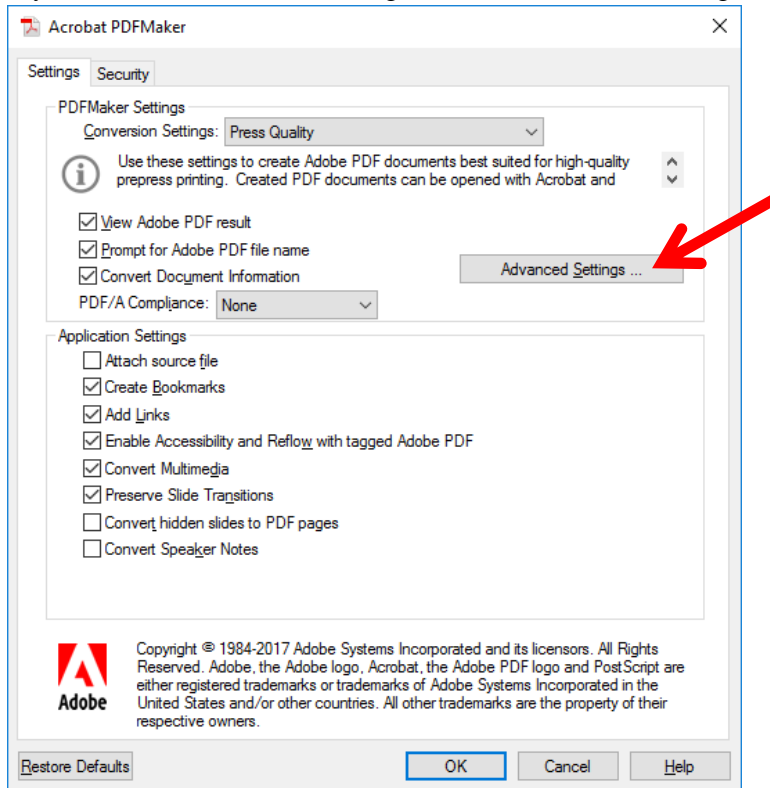 Acrobat PDFMaker
Settings Security
PDFMaker Settings
Conversion Settings: Press Quality
Use these settings to create Adobe PDF documents best suited for high-quality
prepress printing. Created PDF documents can be opened with Acrobat and
View Adobe PDF result
Prompt for Adobe PDF file name
Convert Document Information
Advanced Settings ...
PDF/A Compliance: None
Application Settings
Attach source file
Create Bookmarks
Add Links
Enable Accessibility and Reflow with tagged Adobe PDF
Convert Multimedia
Preserve Slide Transitions
Convert hidden slides to PDF pages
Convert Speaker Notes
Copyright © 1984-2017 Adobe Systems Incorporated and its licensors. All Rights
Reserved. Adobe, the Adobe logo, Acrobat, the Adobe PDF logo and PostScript are
either registered trademarks or trademarks of Adobe Systems Incorporated in the
United States and/or other countries. All other trademarks are the property of their
respective owners.
Adobe
Restore Defaults OK Cancel Help